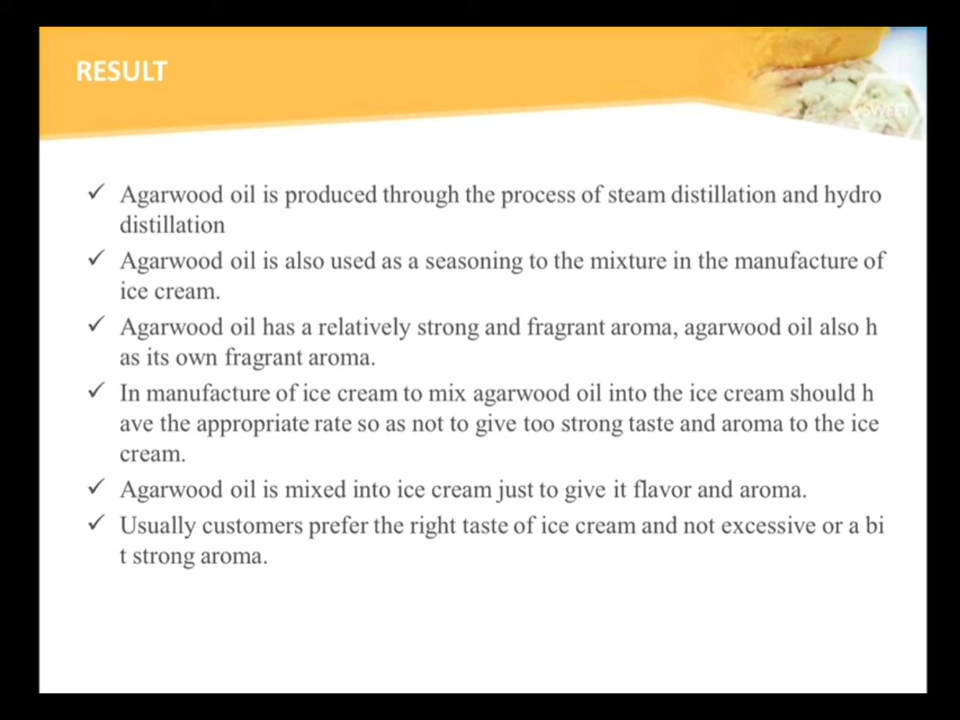 RESULT
SWEET
✓ Agarwood oil is produced through the process of steam distillation and hydro
distillation
✓ Agarwood oil is also used as a seasoning to the mixture in the manufacture of
ice cream.
✓ Agarwood oil has a relatively strong and fragrant aroma, agarwood oil also h
as its own fragrant aroma.
✓ In manufacture of ice cream to mix agarwood oil into the ice cream should h
ave the appropriate rate so as not to give too strong taste and aroma to the ice
cream.
✓ Agarwood oil is mixed into ice cream just to give it flavor and aroma.
✓ Usually customers prefer the right taste of ice cream and not excessive or a bi
t strong aroma.